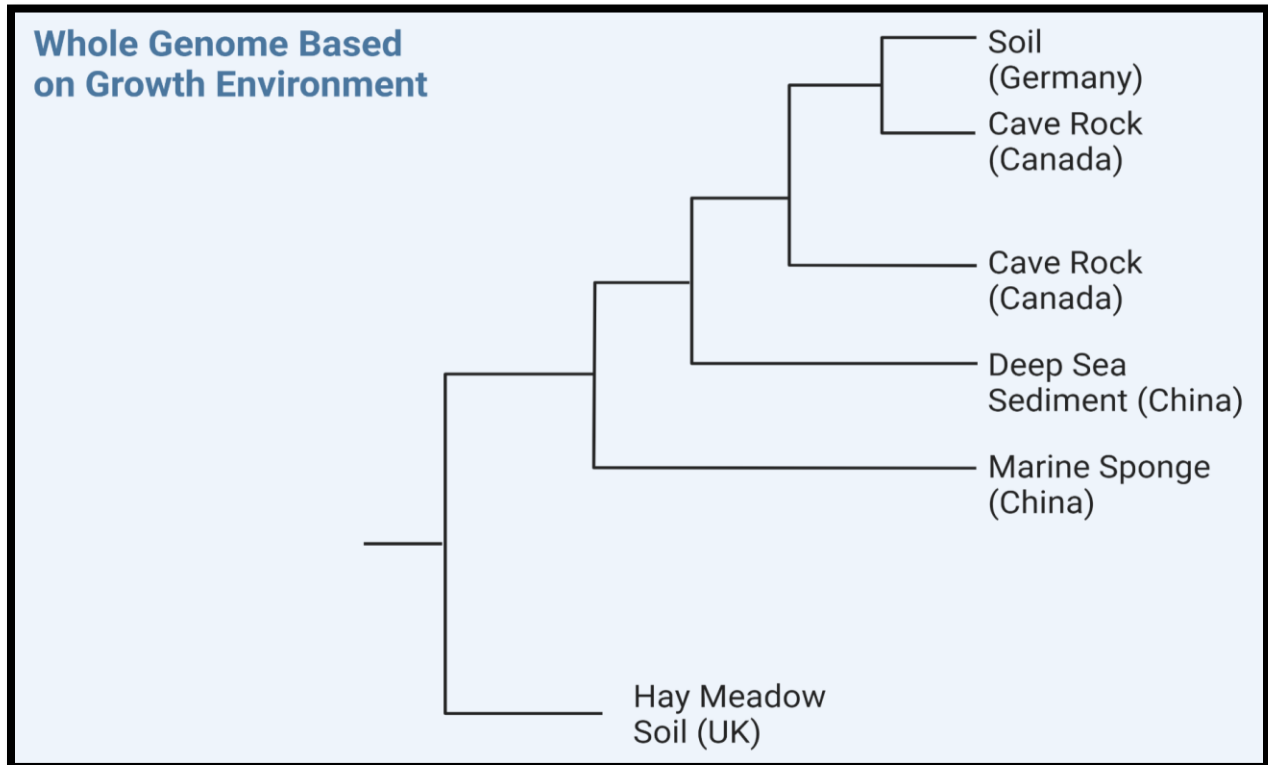 Whole Genome Based
on Growth Environment
Soil
(Germany)
Cave Rock
(Canada)
Cave Rock
(Canada)
Deep Sea
Sediment (China)
Marine Sponge
(China)
Hay Meadow
Soil (UK)